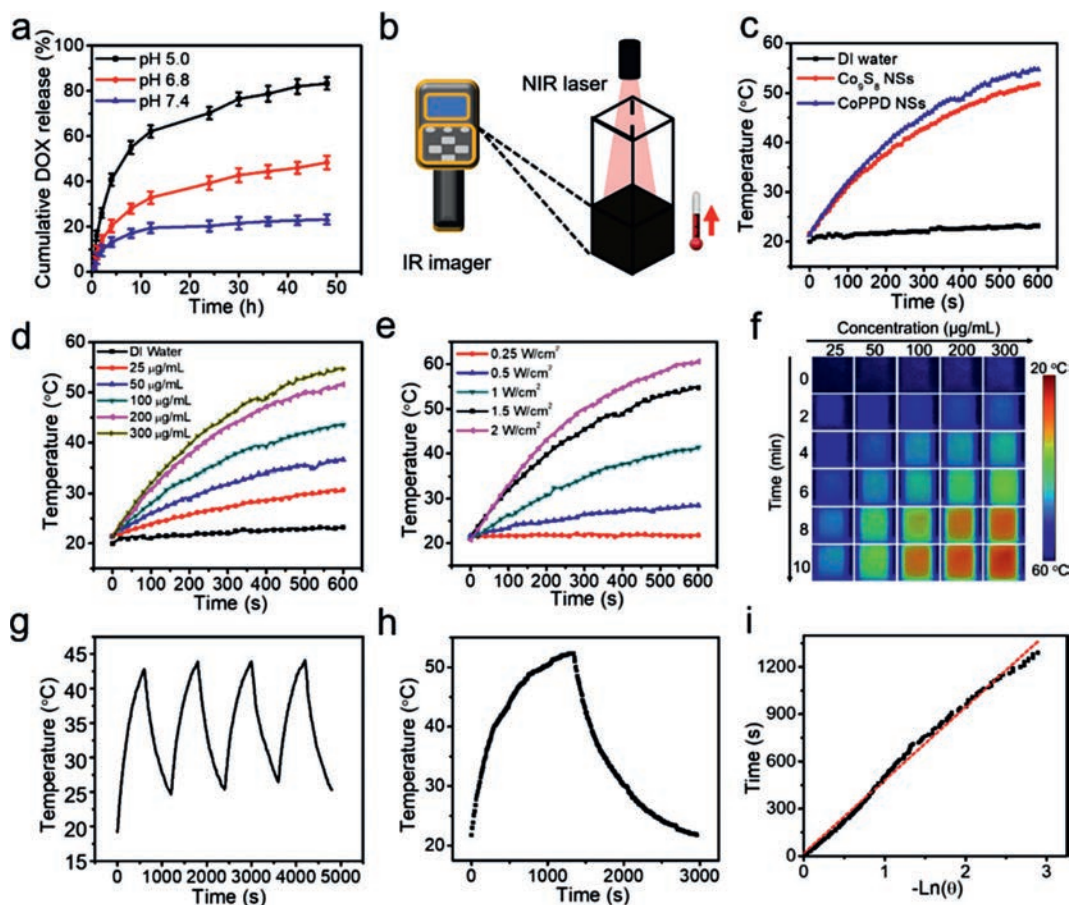 a
Cumulative DOX release (%)
100
80
60
40
20
0
pH 5.0
pH 6.8
pH 7.4
0 10 20 30 40 50
Time (h)
b
NIR laser
IR imager
c
Temperature (°C)
60
50
40
30
20
DI water
Co₉S₈ NSs
CoPPD NSs
0 100 200 300 400 500 600
Time (s)
d
Temperature (°C)
60
50
40
30
20
DI Water
25 μg/mL
50 μg/mL
100 μg/mL
200 μg/mL
300 μg/mL
0 100 200 300 400 500 600
Time (s)
e
Temperature (°C)
60
50
40
30
20
0.25 W/cm²
0.5 W/cm²
1 W/cm²
1.5 W/cm²
2 W/cm²
0 100 200 300 400 500 600
Time (s)
f
Concentration (μg/mL)
25 50 100 200 300
Time (min)
0
2
4
6
8
10
20 °C
60 °C
g
Temperature (°C)
45
40
35
30
25
20
15
0 1000 2000 3000 4000 5000
Time (s)
h
Temperature (°C)
50
40
30
20
0 1000 2000 3000
Time (s)
i
Time (s)
1200
900
600
300
0
0 1 2 3
-Ln(θ)